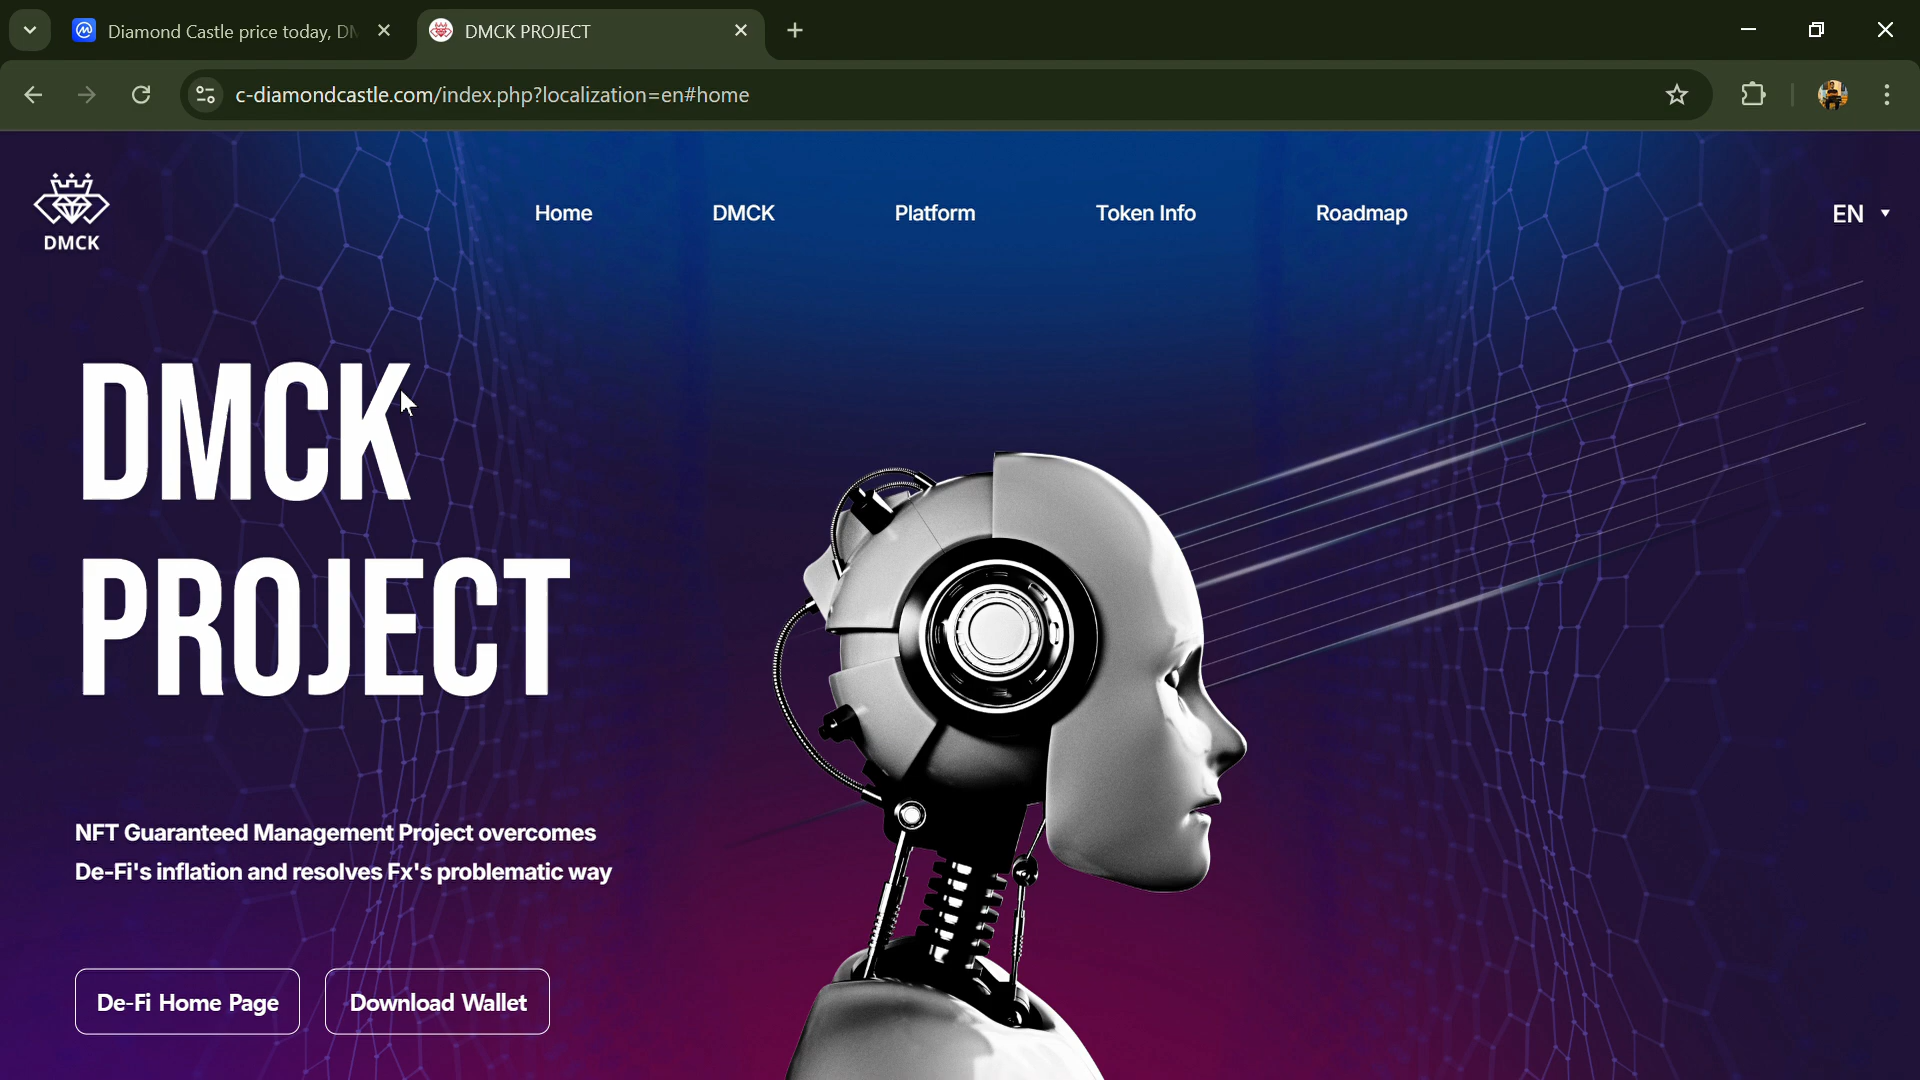 Diamond Castle price today, DM
DMCK PROJECT
c-diamondcastle.com/index.php?localization=en#home
DMCK
Home
DMCK
Platform
Token Info
Roadmap
EN
DMCK
PROJECT
NFT Guaranteed Management Project overcomes
De-Fi's inflation and resolves Fx's problematic way
De-Fi Home Page
Download Wallet